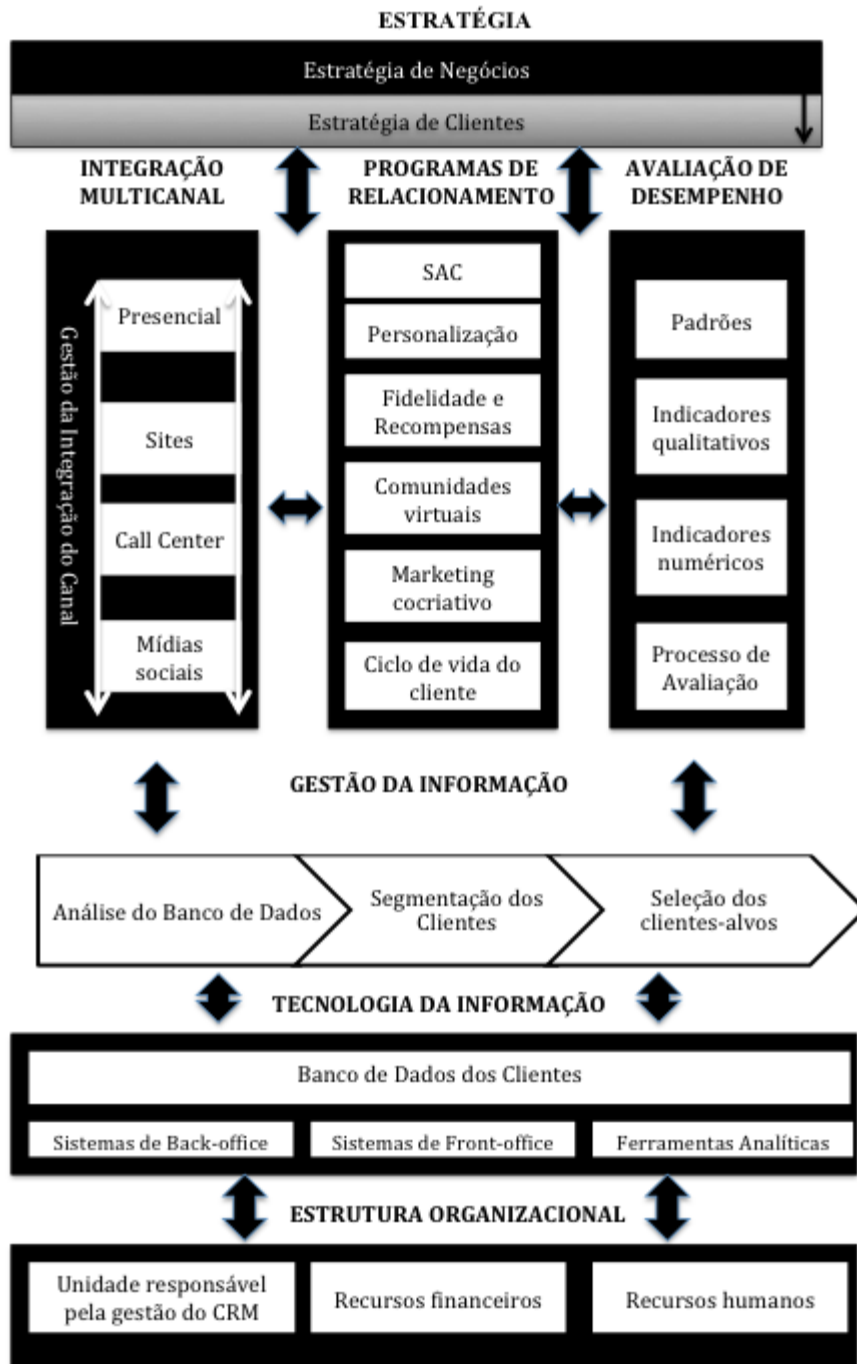 ESTRATÉGIA
Estratégia de Negócios
Estratégia de Clientes
INTEGRAÇÃO
MULTICANAL
PROGRAMAS DE
RELACIONAMENTO
AVALIAÇÃO DE
DESEMPENHO
Gestão da Integração do Canal
Presencial
Sites
Call Center
Mídias
sociais
SAC
Personalização
Fidelidade e
Recompensas
Comunidades
virtuais
Marketing
cocriativo
Ciclo de vida do
cliente
Padrões
Indicadores
qualitativos
Indicadores
numéricos
Processo de
Avaliação
GESTÃO DA INFORMAÇÃO
Análise do Banco de Dados
Segmentação dos
Clientes
Seleção dos
clientes-alvos
TECNOLOGIA DA INFORMAÇÃO
Banco de Dados dos Clientes
Sistemas de Back-office
Sistemas de Front-office
Ferramentas Analíticas
ESTRUTURA ORGANIZACIONAL
Unidade responsável
pela gestão do CRM
Recursos financeiros
Recursos humanos